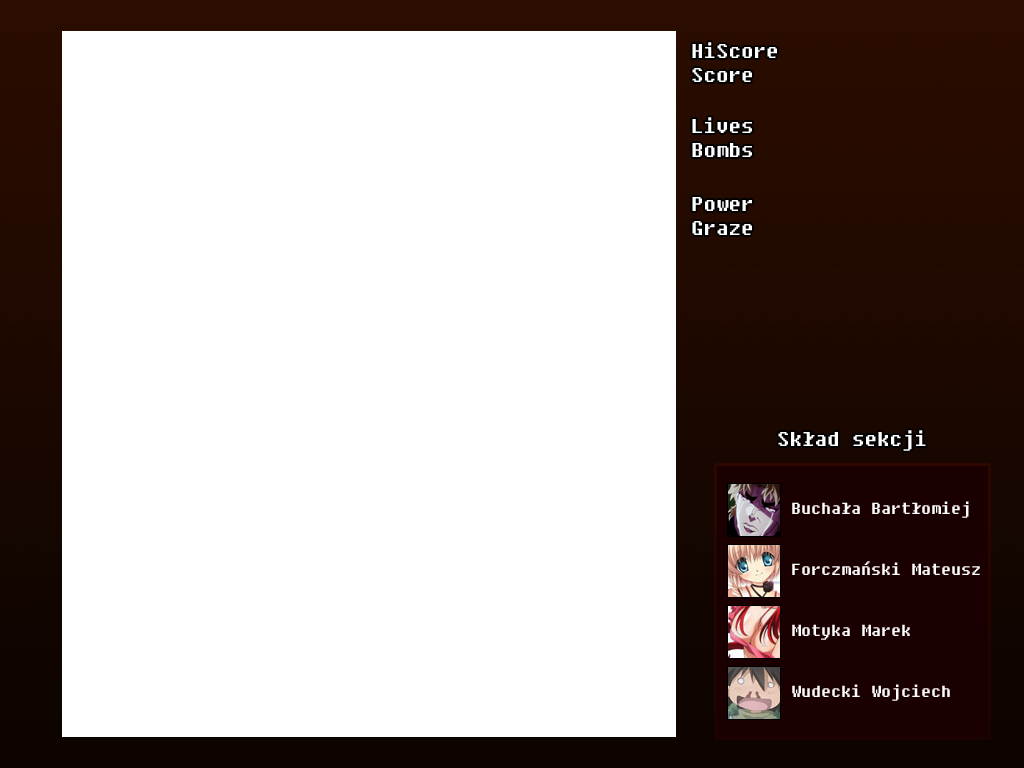 HiScore
Score
Lives
Bombs
Power
Graze
Skład sekcji
Buchała Bartłomiej
Forczmański Mateusz
Motyka Marek
Wudecki Wojciech